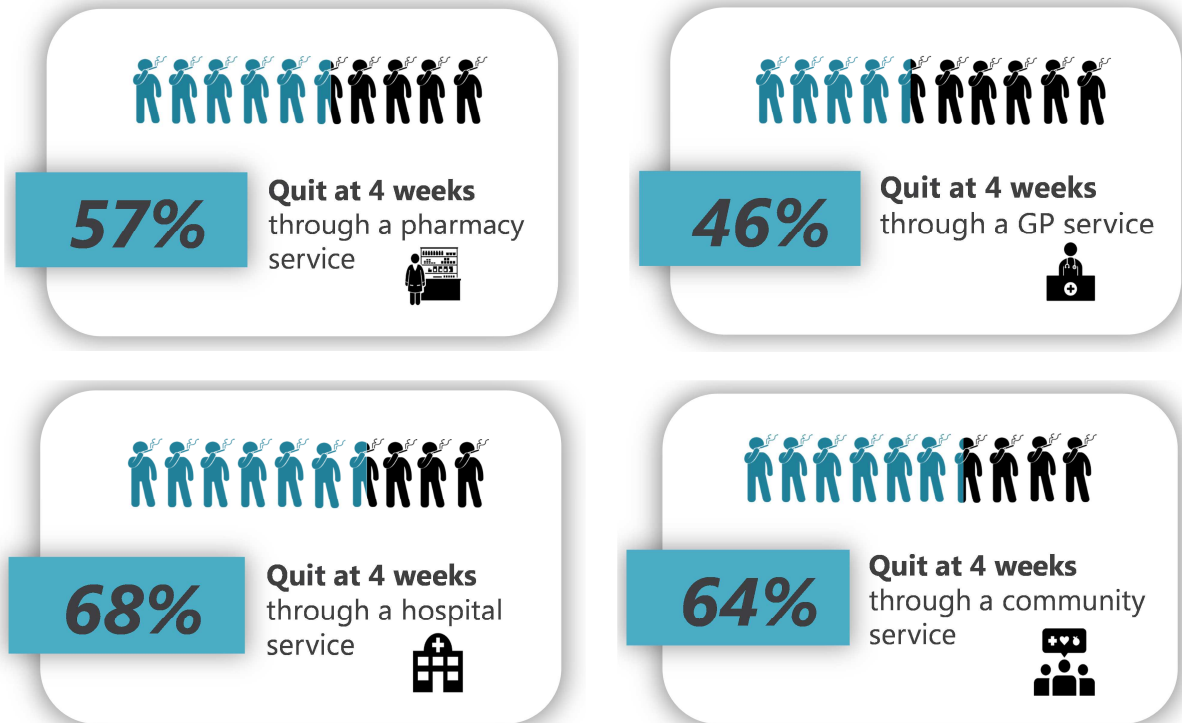 57%
Quit at 4 weeks
through a pharmacy
service
46%
Quit at 4 weeks
through a GP service
68%
Quit at 4 weeks
through a hospital
service
64%
Quit at 4 weeks
through a community
service